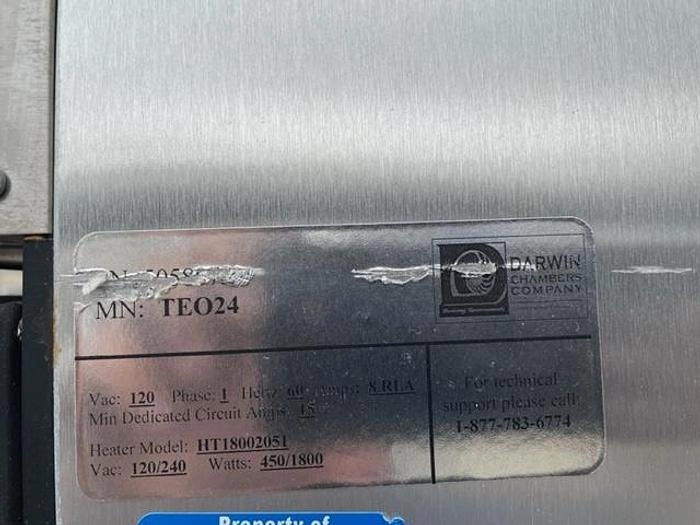 MN: TEO24
DARWIN
CHAMBERS
COMPANY
Vac: 120 Phase: 1 Hertz: 60 Amps: 8 RLA
Min Dedicated Circuit Amps: 15
Heater Model: HT18002051
Vac: 120/240 Watts: 450/1800
For technical
support please call:
1-877-783-6774
Property of